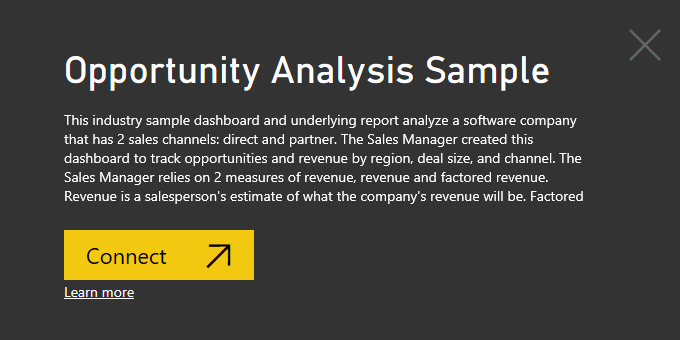 Opportunity Analysis Sample
This industry sample dashboard and underlying report analyze a software company
that has 2 sales channels: direct and partner. The Sales Manager created this
dashboard to track opportunities and revenue by region, deal size, and channel. The
Sales Manager relies on 2 measures of revenue, revenue and factored revenue.
Revenue is a salesperson's estimate of what the company's revenue will be. Factored
Connect
Learn more